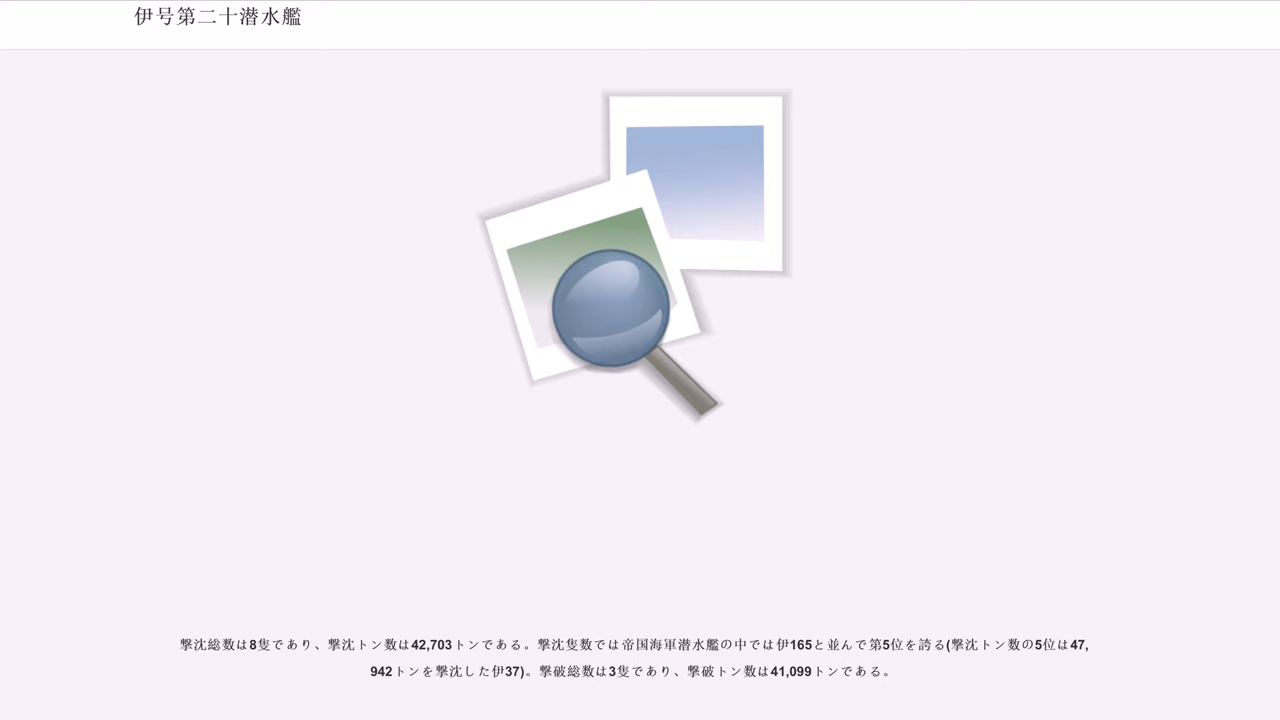 伊号第二十潜水艦
撃沈総数は8隻であり、撃沈トン数は42,703トンである。撃沈隻数では帝国海軍潜水艦の中では伊165と並んで第5位を誇る(撃沈トン数の5位は47,
942トンを撃沈した伊37)。撃破総数は3隻であり、撃破トン数は41,099トンである。